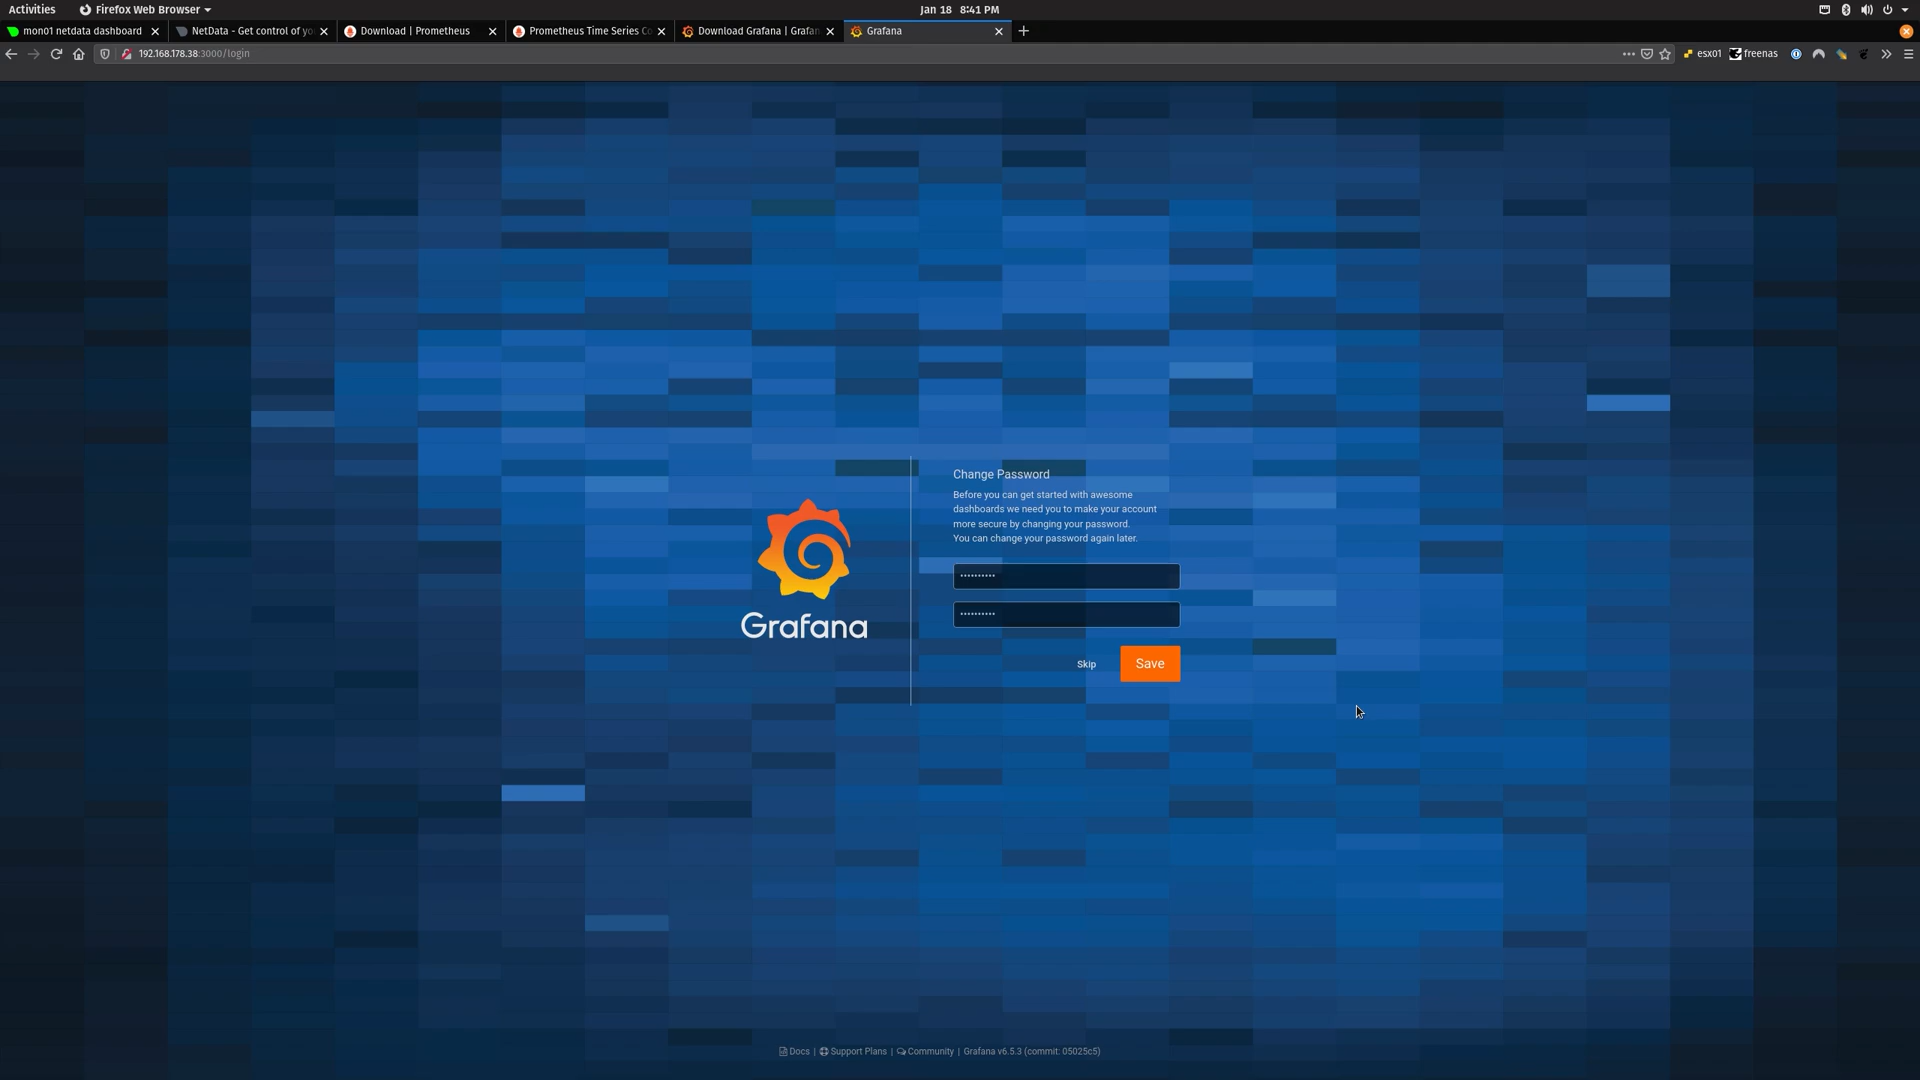 Activities
Firefox Web Browser
Jan 18 8:41 PM
mon01 netdata dashboard
NetData - Get control of yo
Download | Prometheus
Prometheus Time Series Co
Download Grafana | Grafan
Grafana
192.168.178.38:3000/login
esx01
freenas
Change Password
Before you can get started with awesome
dashboards we need you to make your account
more secure by changing your password.
You can change your password again later.
Grafana
Skip
Save
Docs | Support Plans | Community | Grafana v6.5.3 (commit: 05025c5)